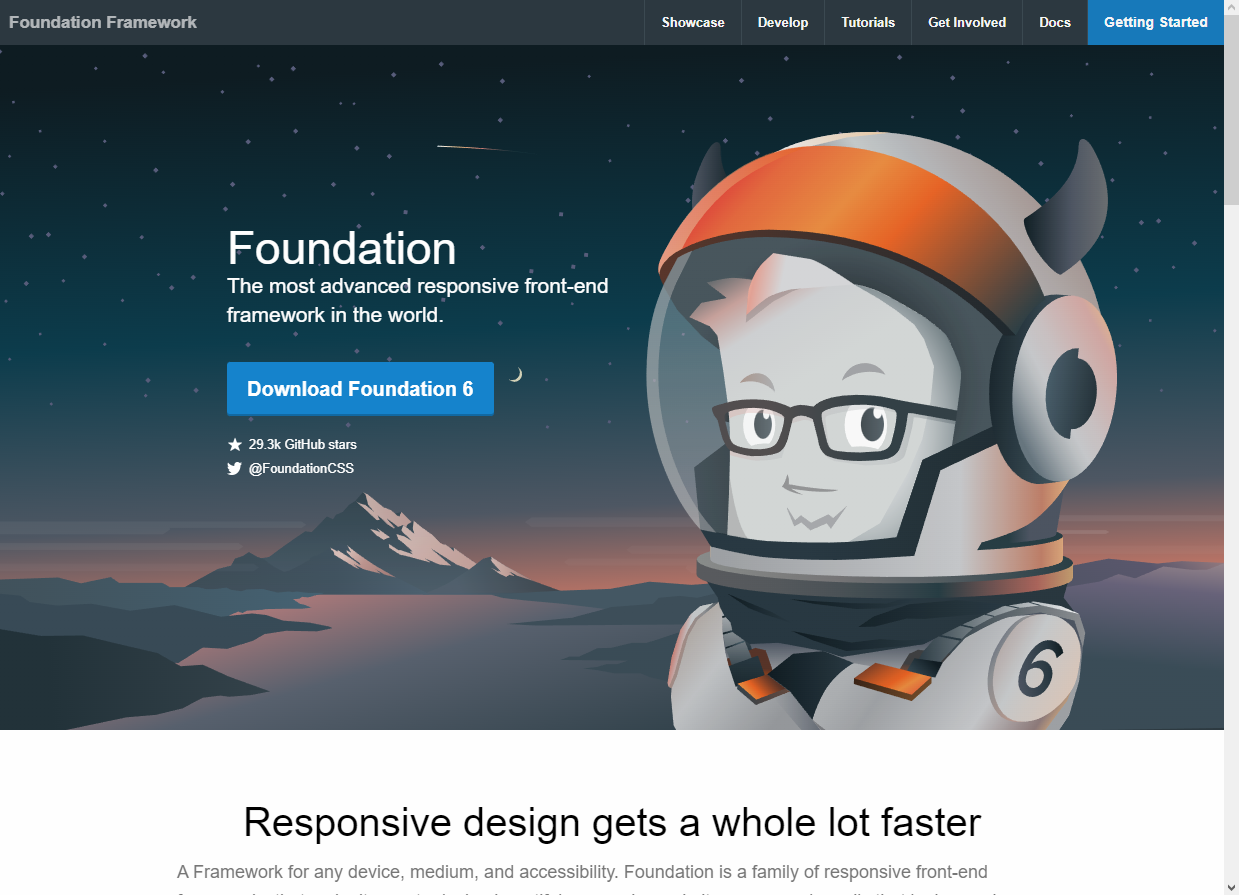 Foundation Framework
Showcase
Develop
Tutorials
Get Involved
Docs
Getting Started
Foundation
The most advanced responsive front-end
framework in the world.
Download Foundation 6
29.3k GitHub stars
@FoundationCSS
6
Responsive design gets a whole lot faster
A Framework for any device, medium, and accessibility. Foundation is a family of responsive front-end